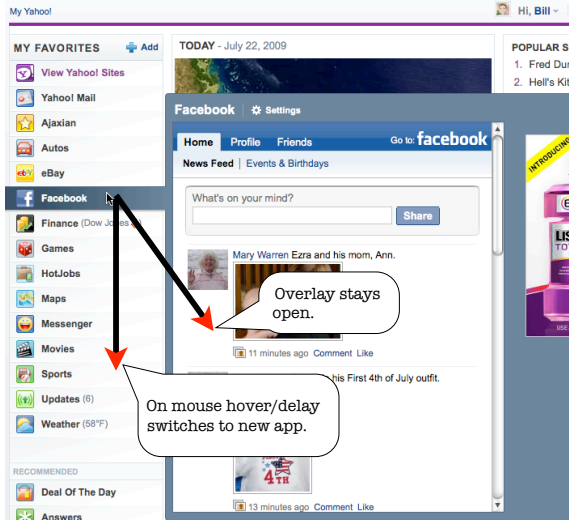 My Yahoo!
Hi, Bill
MY FAVORITES Add
View Yahoo! Sites
Yahoo! Mail
Ajaxian
Autos
eBay
Facebook
Finance (Dow Jones
Games
HotJobs
Maps
Messenger
Movies
Sports
Updates (6)
Weather (58°F)
RECOMMENDED
Deal Of The Day
Answers
TODAY - July 22, 2009
Facebook Settings
Home Profile Friends Go to: facebook
News Feed | Events & Birthdays
What's on your mind?
Share
Mary Warren Ezra and his mom, Ann.
Overlay stays
open.
11 minutes ago Comment Like
his First 4th of July outfit.
On mouse hover/delay
switches to new app.
4TH
13 minutes ago Comment Like
POPULAR S
1. Fred Dur
2. Hell's Kit
INTRODUCING
LIS
TO
USE